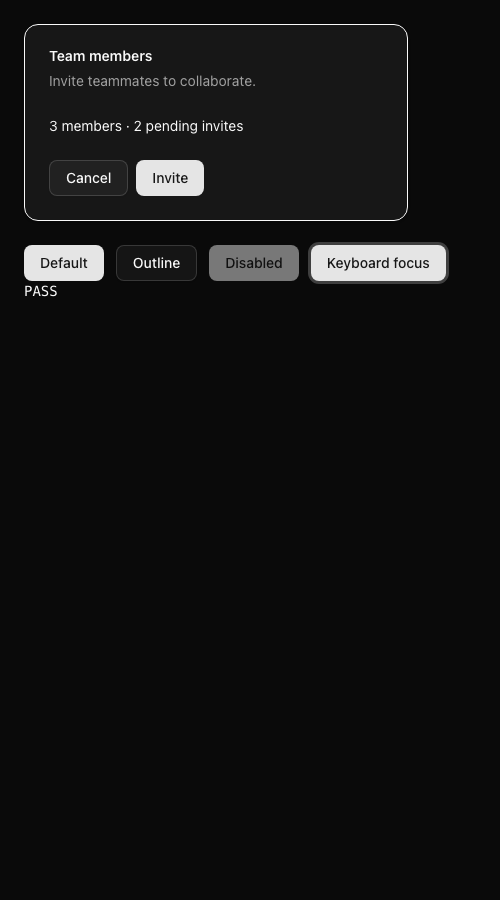 Team members
Invite teammates to collaborate.
3 members · 2 pending invites
Cancel Invite
Default Outline Disabled Keyboard focus
PASS